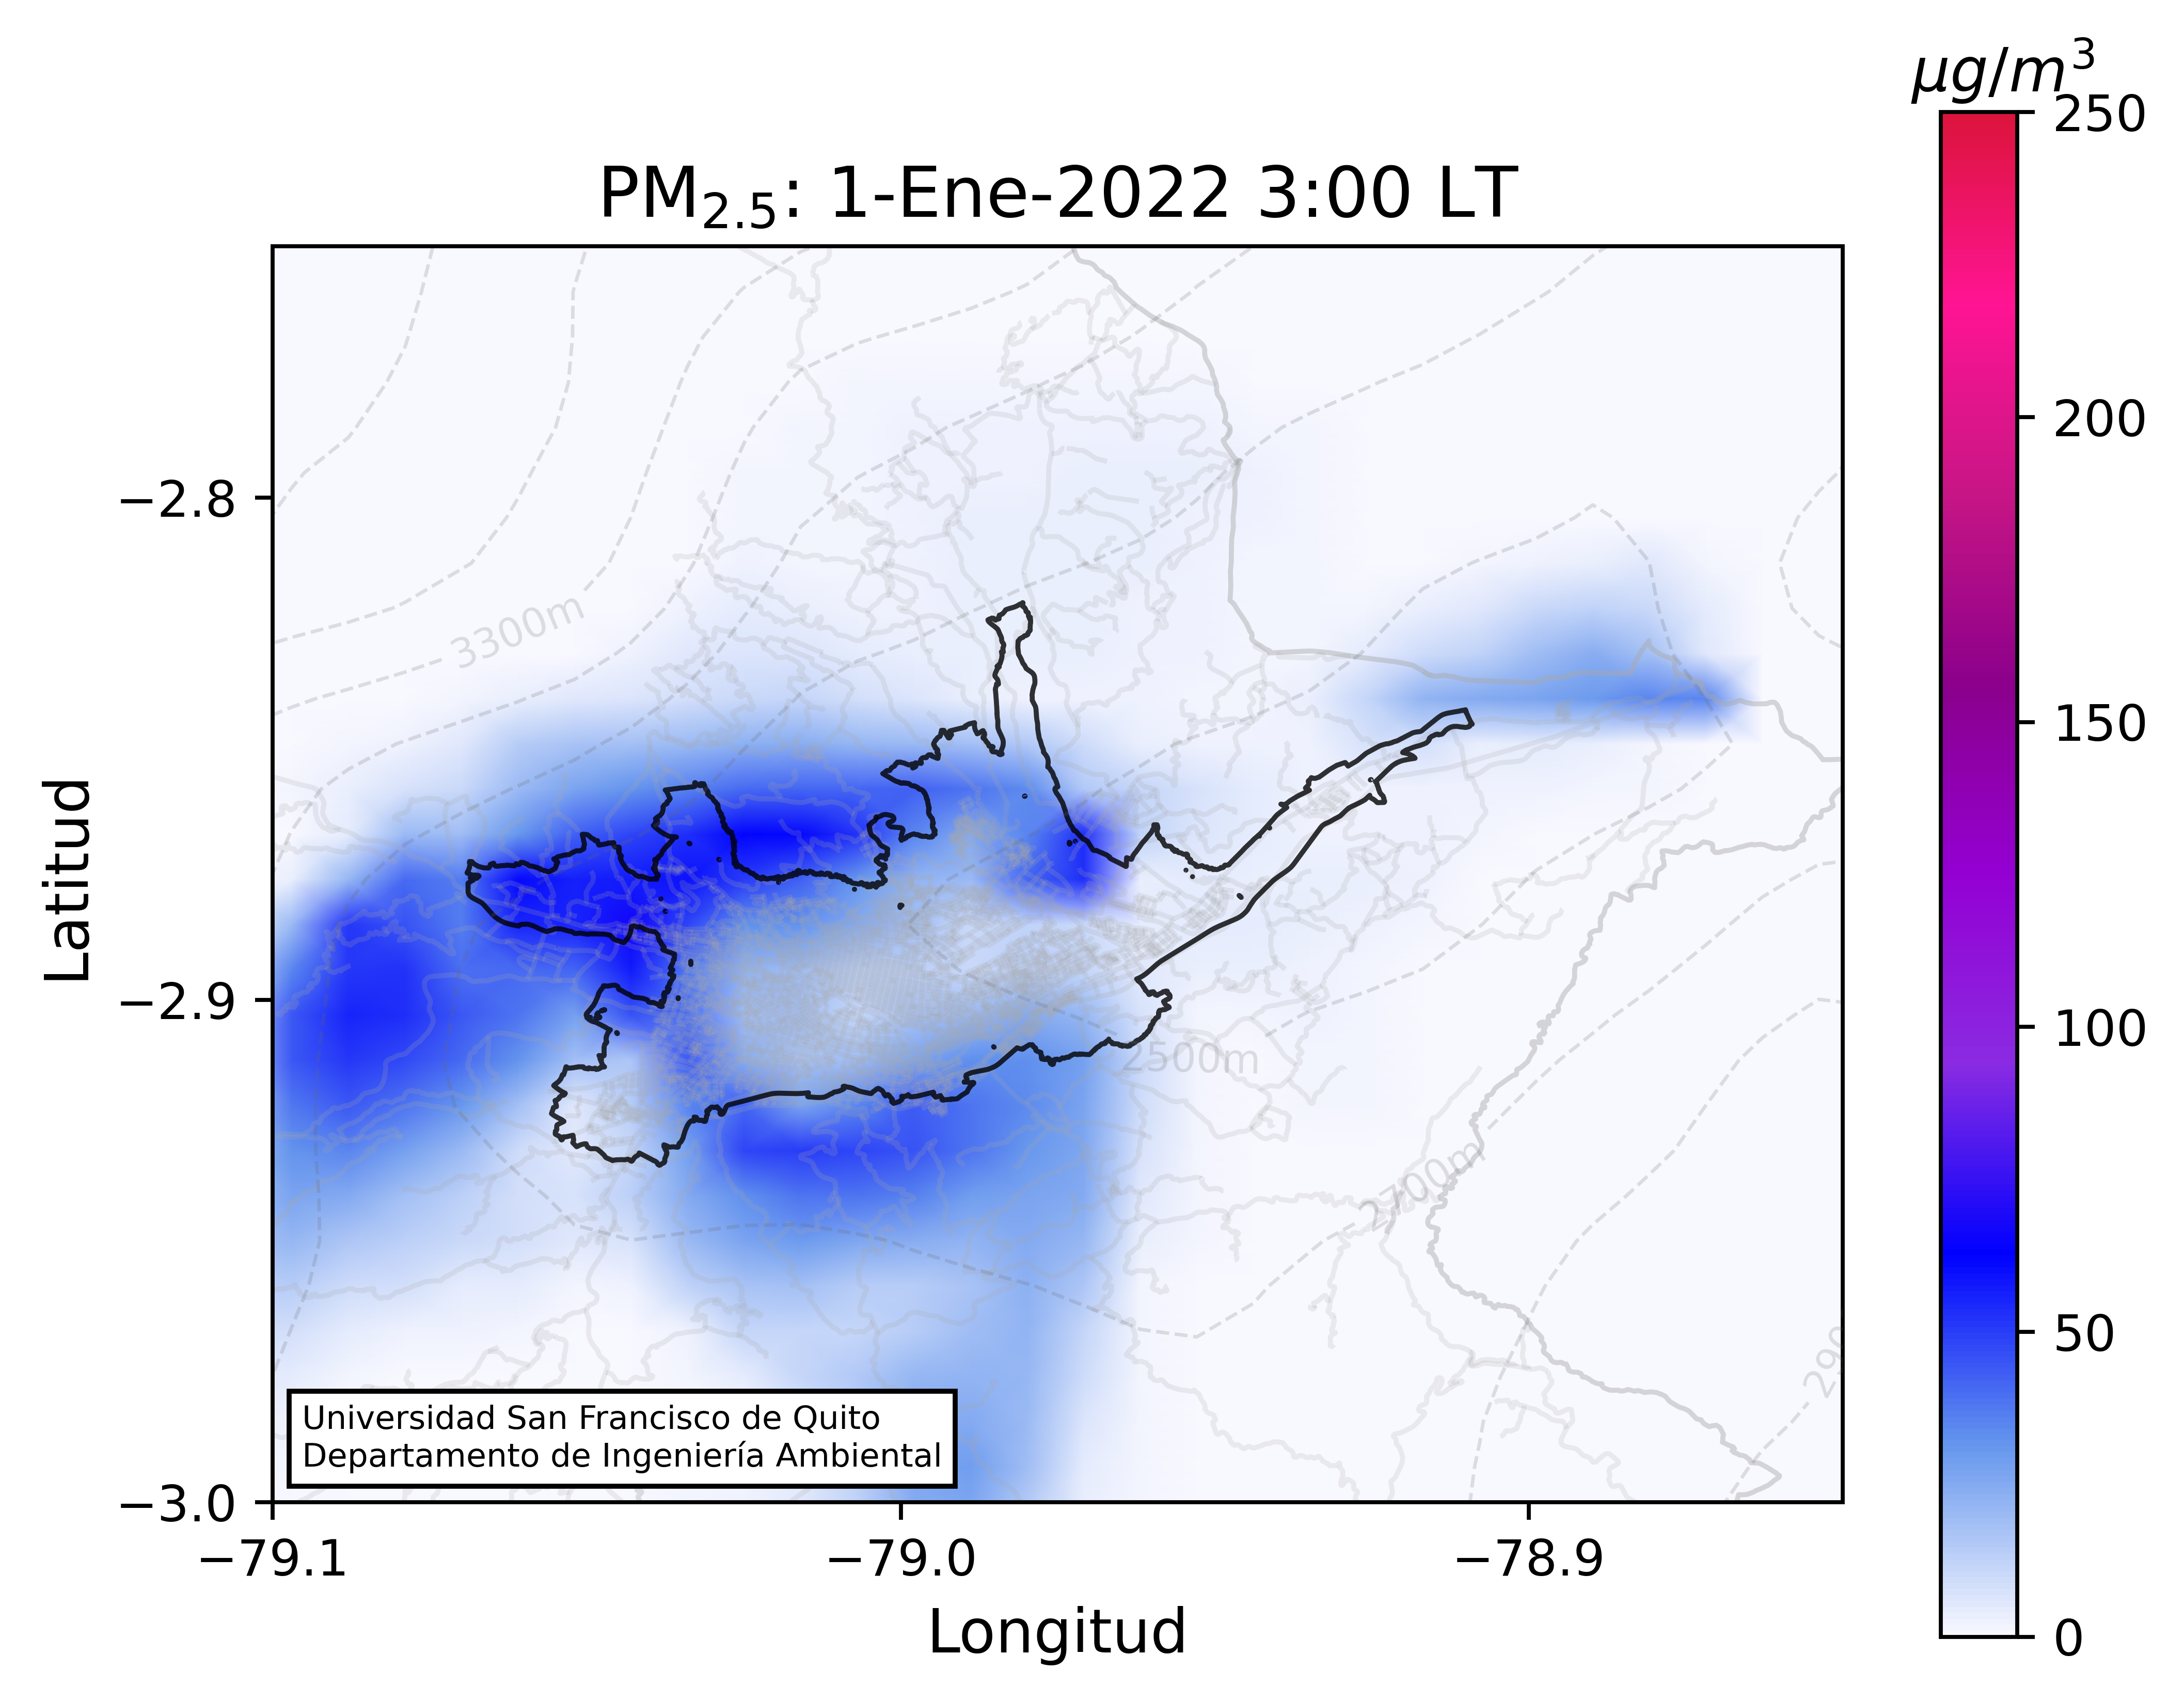 μg/m³
250
PM₂.₅: 1-Ene-2022 3:00 LT
200
−2.8
3300m
150
Latitud
−2.9
100
2500m
2700m
50
290
Universidad San Francisco de Quito
Departamento de Ingeniería Ambiental
−3.0
0
−79.1
−79.0
−78.9
Longitud